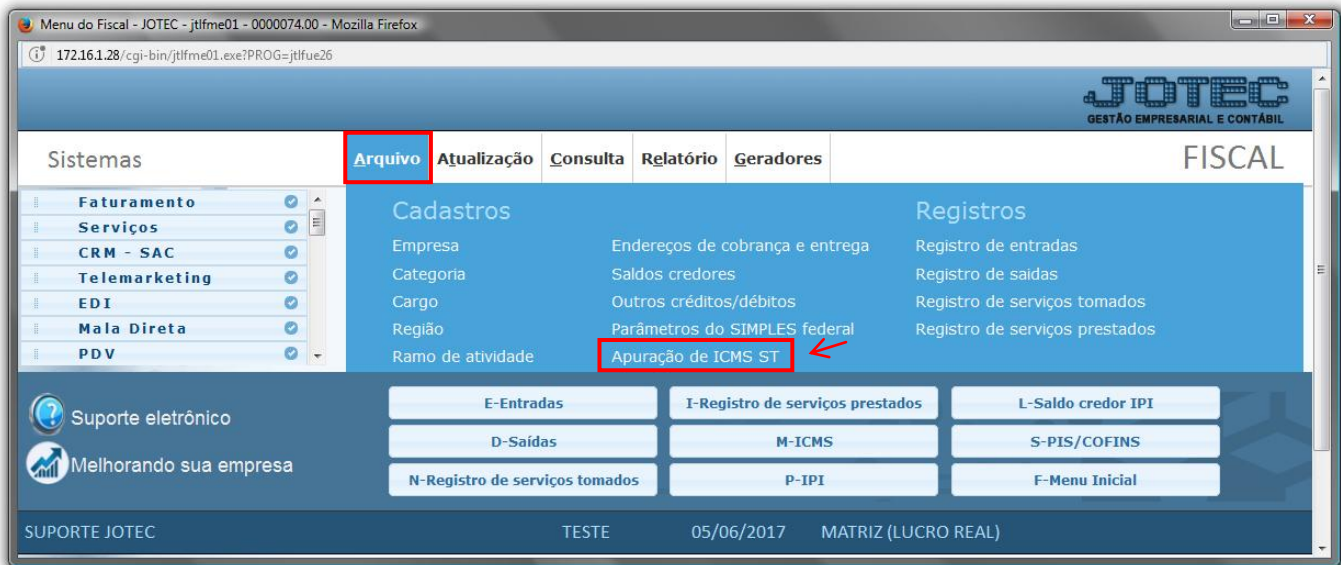 Menu do Fiscal - JOTEC - jtlfme01 - 0000074.00 - Mozilla Firefox
172.16.1.28/cgi-bin/jtlfme01.exe?PROG=jtlfue26
JOTEC
GESTÃO EMPRESARIAL E CONTÁBIL
Sistemas
Arquivo Atualização Consulta Relatório Geradores
FISCAL
Faturamento
Serviços
CRM - SAC
Telemarketing
EDI
Mala Direta
PDV
Cadastros
Empresa
Categoria
Cargo
Região
Ramo de atividade
Endereços de cobrança e entrega
Saldos credores
Outros créditos/débitos
Parâmetros do SIMPLES federal
Apuração de ICMS ST
Registros
Registro de entradas
Registro de saidas
Registro de serviços tomados
Registro de serviços prestados
Suporte eletrônico
Melhorando sua empresa
E-Entradas I-Registro de serviços prestados L-Saldo credor IPI
D-Saídas M-ICMS S-PIS/COFINS
N-Registro de serviços tomados P-IPI F-Menu Inicial
SUPORTE JOTEC TESTE 05/06/2017 MATRIZ (LUCRO REAL)